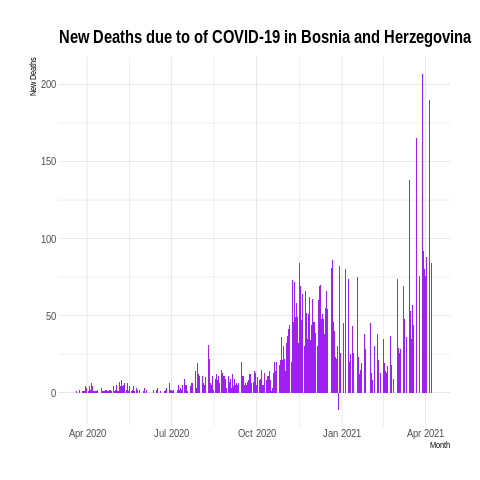 New Deaths due to of COVID-19 in Bosnia and Herzegovina
New Deaths
200
150
100
50
0
Apr 2020 Jul 2020 Oct 2020 Jan 2021 Apr 2021
Month